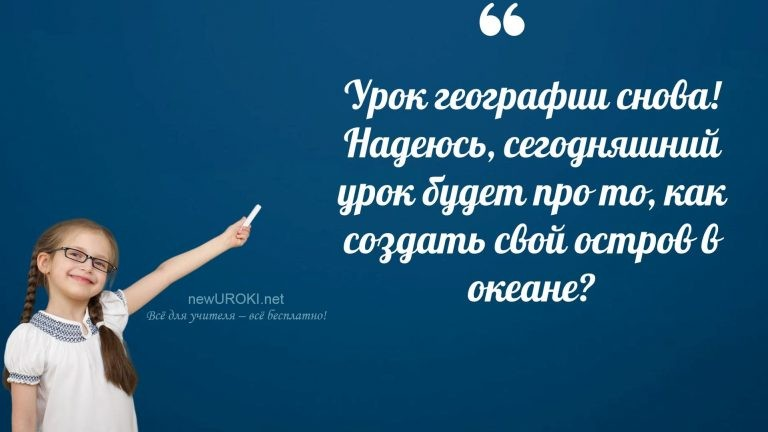 ❝
Урок географии снова!
Надеюсь, сегодняшний
урок будет про то, как
создать свой остров в
океане?
newUROKI.net
Всё для учителя – всё бесплатно!